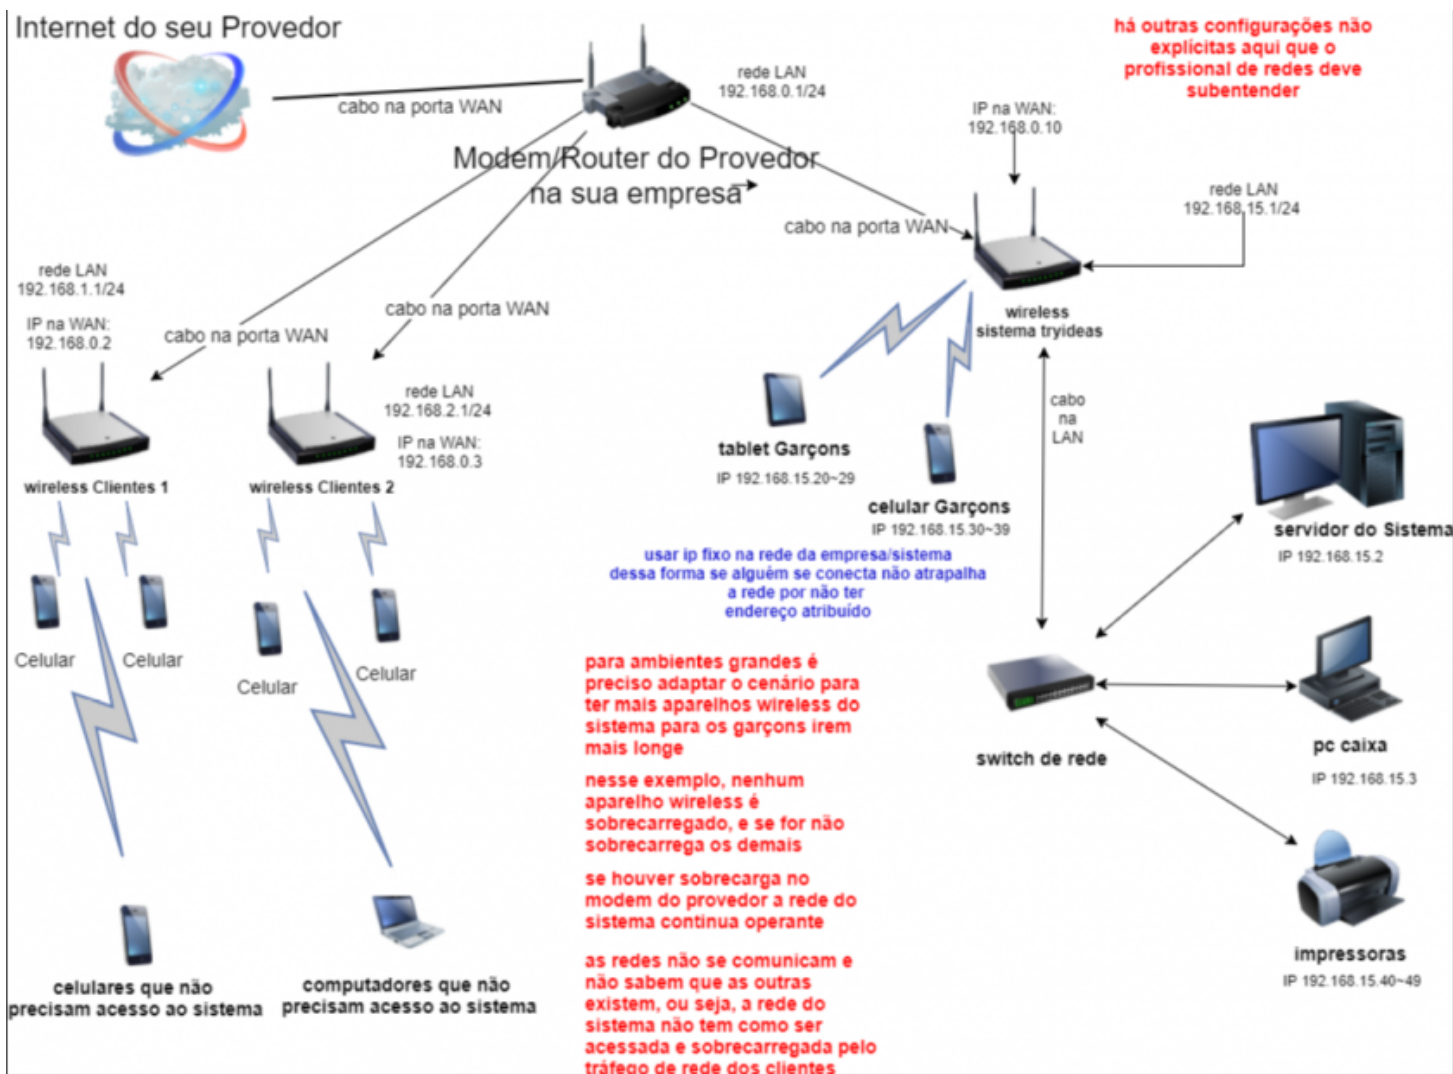 Internet do seu Provedor
cabo na porta WAN
rede LAN
192.168.0.1/24
há outras configurações não
explícitas aqui que o
profissional de redes deve
subentender
IP na WAN:
192.168.0.10
Modem/Router do Provedor
na sua empresa
rede LAN
192.168.15.1/24
cabo na porta WAN
rede LAN
192.168.1.1/24
IP na WAN:
192.168.0.2
cabo na porta WAN
cabo na porta WAN
wireless
sistema tryideas
rede LAN
192.168.2.1/24
IP na WAN:
192.168.0.3
cabo
na
LAN
wireless Clientes 1
wireless Clientes 2
tablet Garçons
IP 192.168.15.20~29
celular Garçons
IP 192.168.15.30~39
servidor do Sistema
IP 192.168.15.2
usar ip fixo na rede da empresa/sistema
dessa forma se alguém se conecta não atrapalha
a rede por não ter
endereço atribuído
Celular
Celular
Celular
Celular
para ambientes grandes é
preciso adaptar o cenário para
ter mais aparelhos wireless do
sistema para os garçons irem
mais longe
switch de rede
pc caixa
IP 192.168.15.3
nesse exemplo, nenhum
aparelho wireless é
sobrecarregado, e se for não
sobrecarrega os demais
se houver sobrecarga no
modem do provedor a rede do
sistema continua operante
impressoras
IP 192.168.15.40~49
celulares que não
precisam acesso ao sistema
computadores que não
precisam acesso ao sistema
as redes não se comunicam e
não sabem que as outras
existem, ou seja, a rede do
sistema não tem como ser
acessada e sobrecarregada pelo
tráfego de rede dos clientes